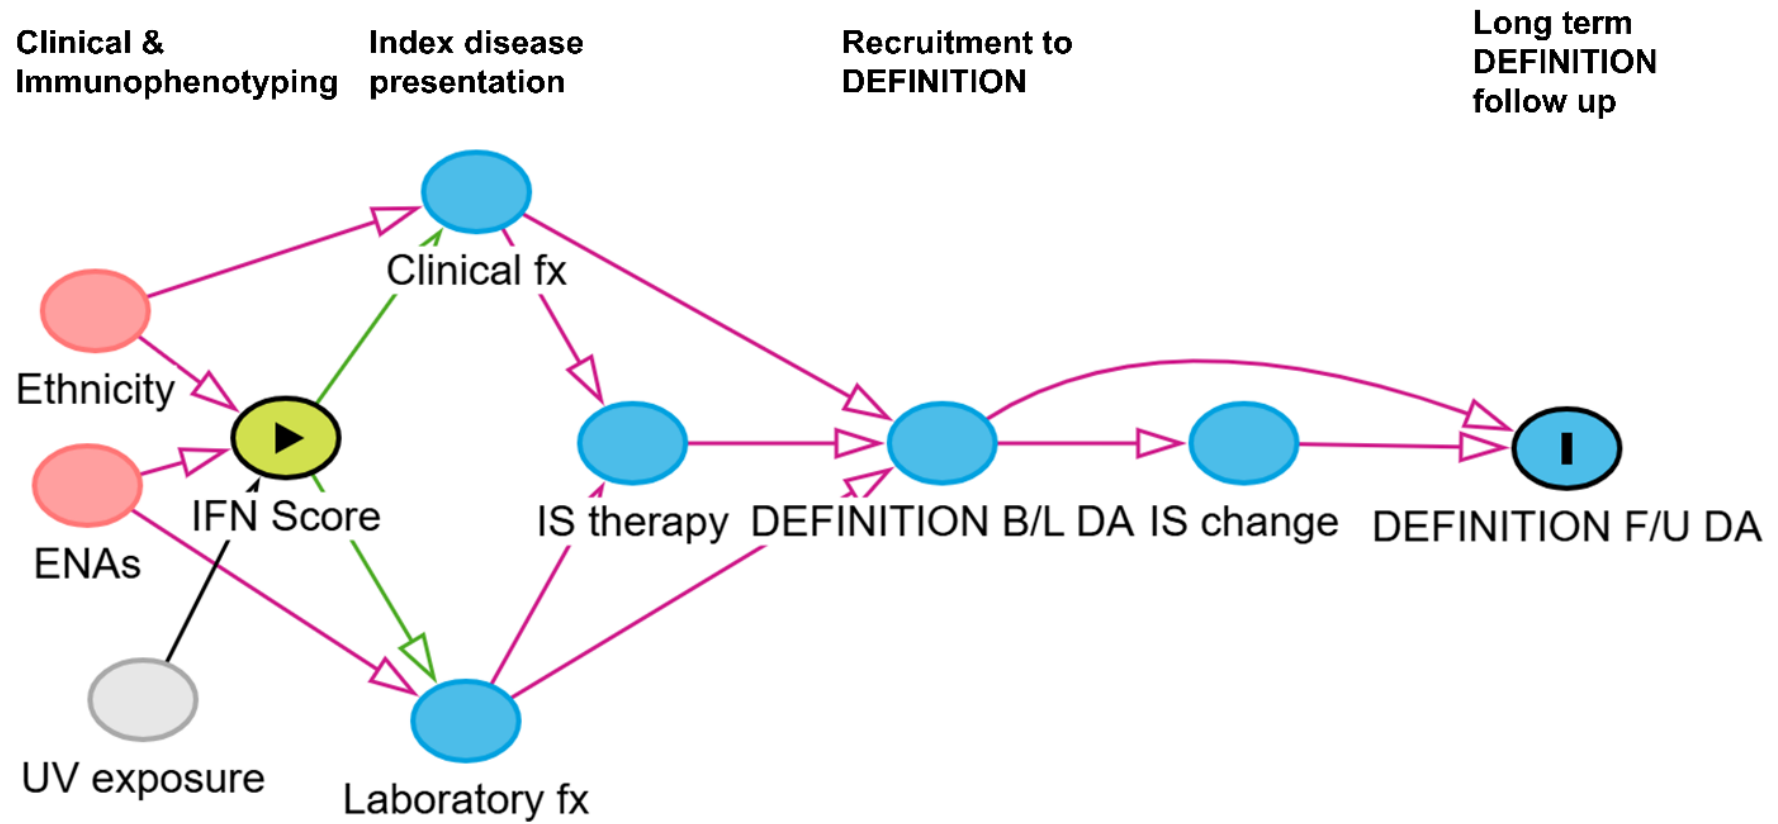 Clinical &
Immunophenotyping
Index disease
presentation
Recruitment to
DEFINITION
Long term
DEFINITION
follow up
Clinical fx
Ethnicity
IFN Score
ENAs
IS therapy
DEFINITION B/L DA
IS change
DEFINITION F/U DA
UV exposure
Laboratory fx